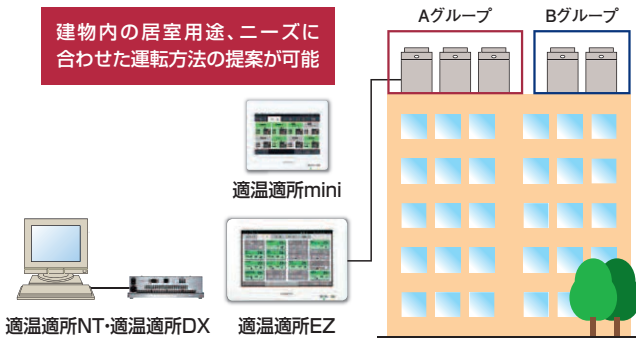 建物内の居室用途、ニーズに
合わせた運転方法の提案が可能
Aグループ
Bグループ
適温適所mini
適温適所NT・適温適所DX
適温適所EZ